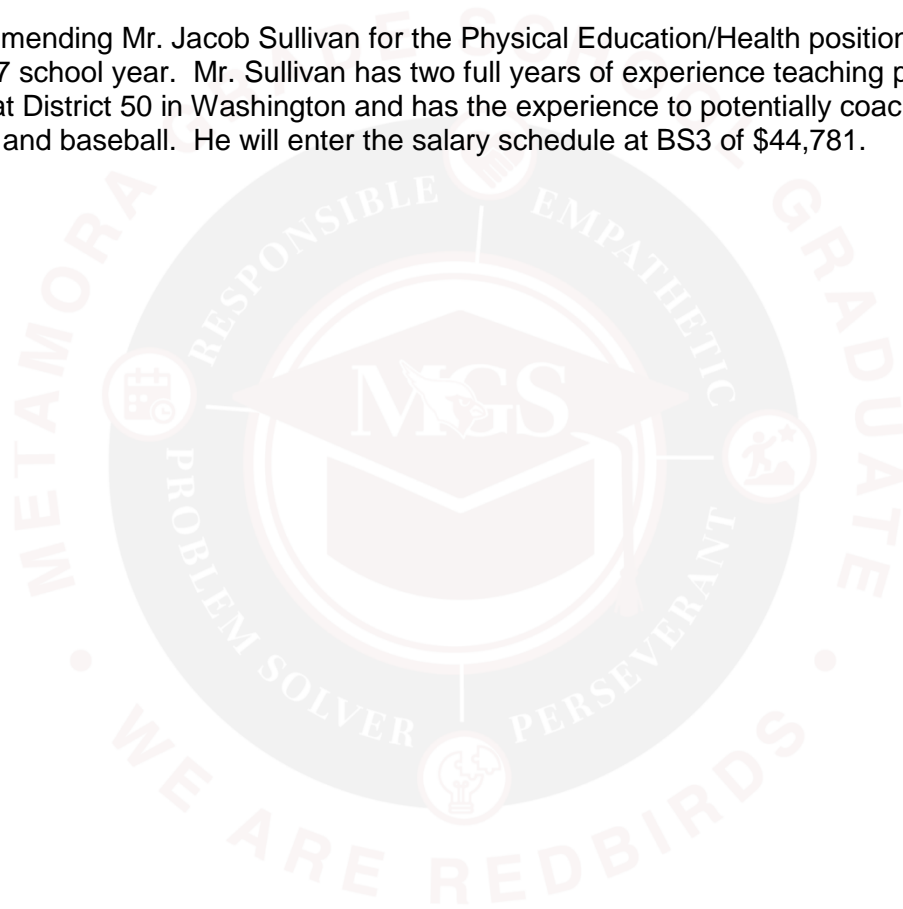 mending Mr. Jacob Sullivan for the Physical Education/Health position
7 school year.  Mr. Sullivan has two full years of experience teaching p
at District 50 in Washington and has the experience to potentially coac
and baseball.  He will enter the salary schedule at BS3 of $44,781.
METAMORA GRADE SCHOOL GRADUATE
RESPONSIBLE
EMPATHETIC
MGS
PROBLEM SOLVER
PERSEVERANT
• WE ARE REDBIRDS •